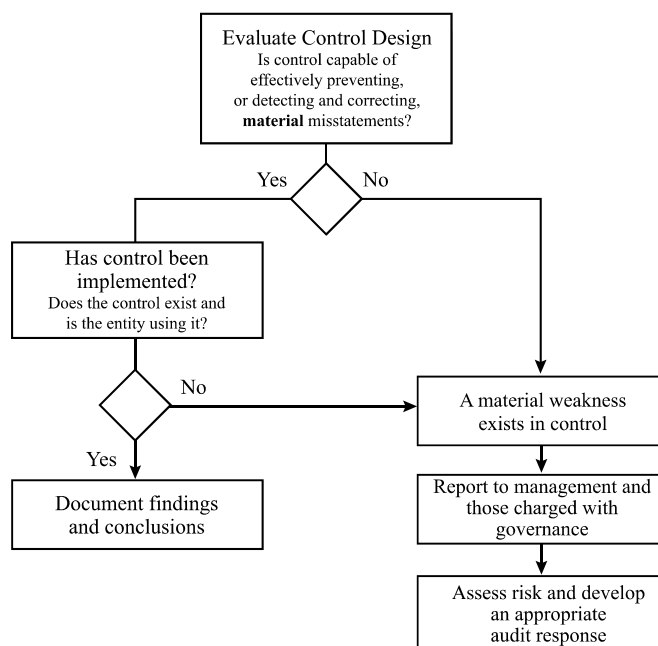 Evaluate Control Design
Is control capable of
effectively preventing,
or detecting and correcting,
material misstatements?
Yes
No
Has control been
implemented?
Does the control exist and
is the entity using it?
No
Yes
A material weakness
exists in control
Document findings
and conclusions
Report to management and
those charged with
governance
Assess risk and develop
an appropriate
audit response